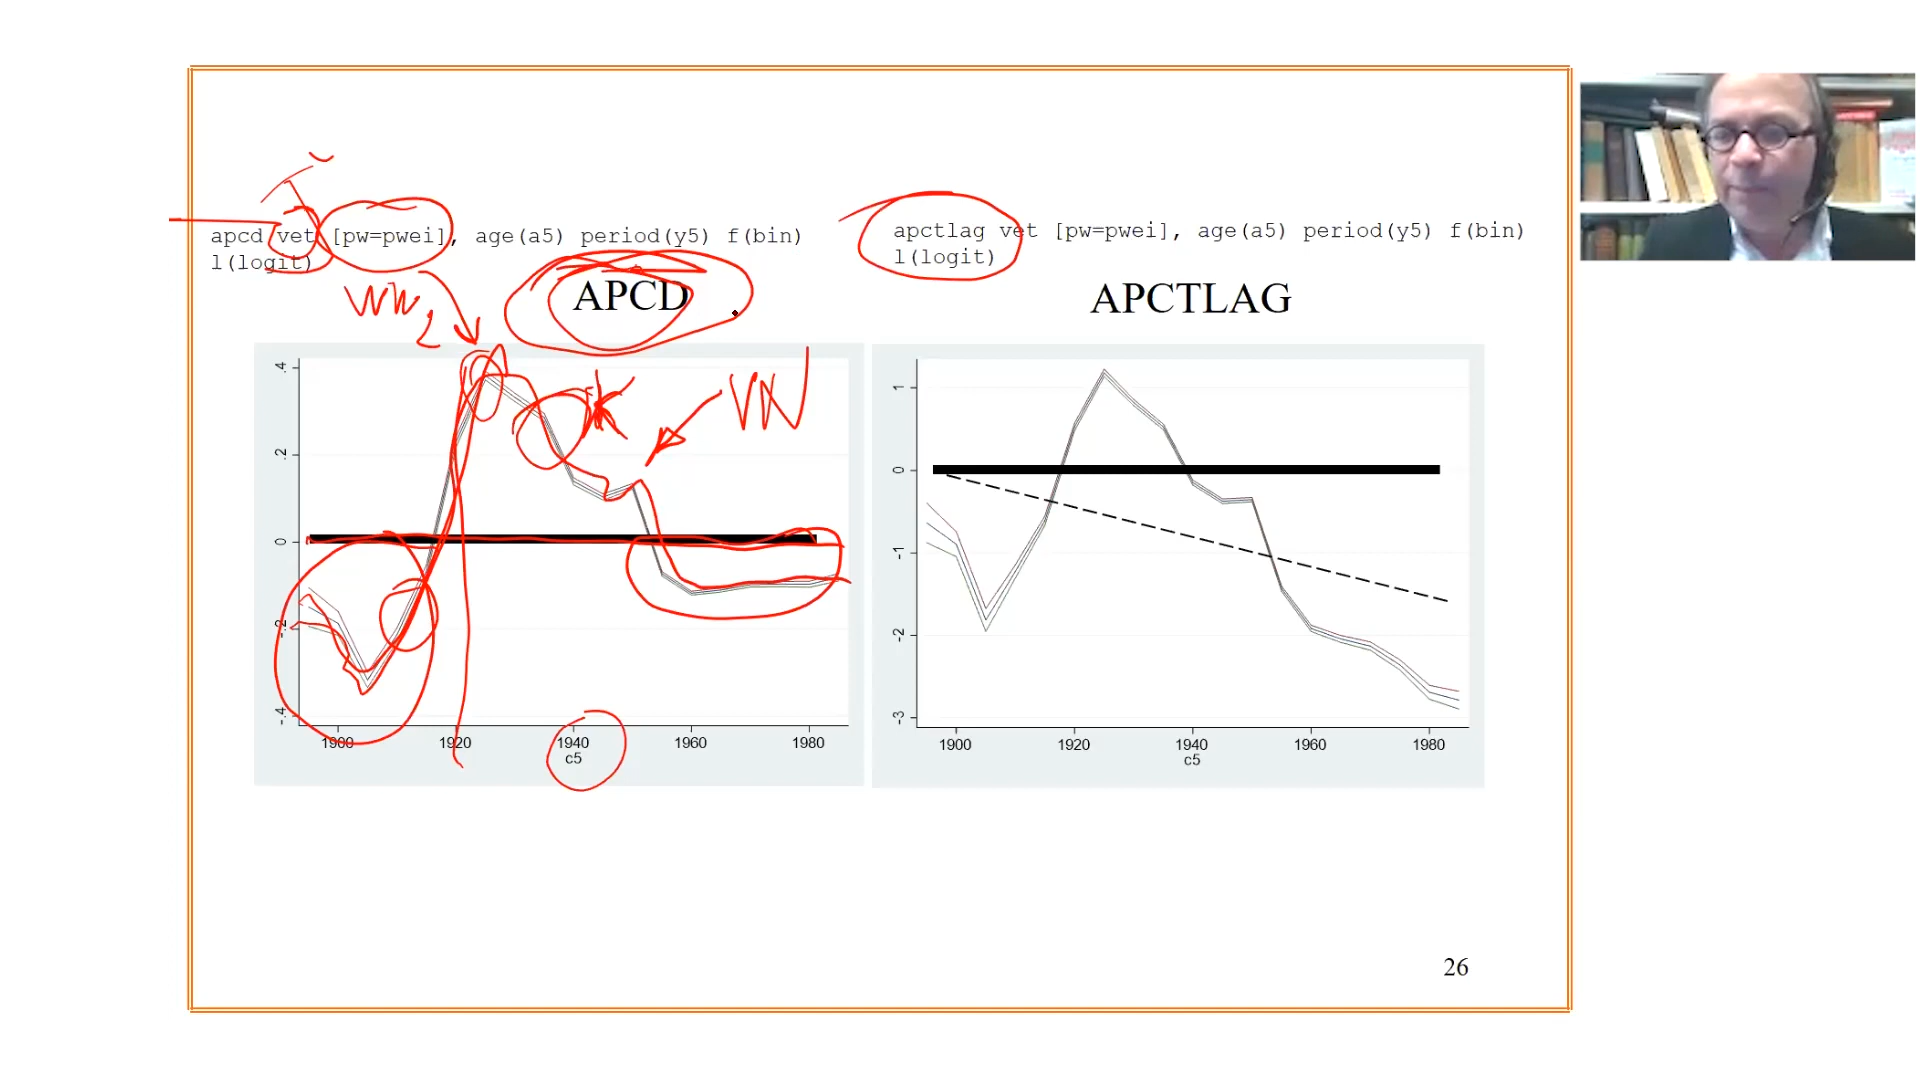 apcd vet [pw=pwei], age(a5) period(y5) f(bin)
l(logit)
apctlag vet [pw=pwei], age(a5) period(y5) f(bin)
l(logit)
WW2
APCD
APCTLAG
K
VN
.4
.2
0
-.2
-.4
1900 1920 1940 1960 1980
c5
1
0
-1
-2
-3
1900 1920 1940 1960 1980
c5
26